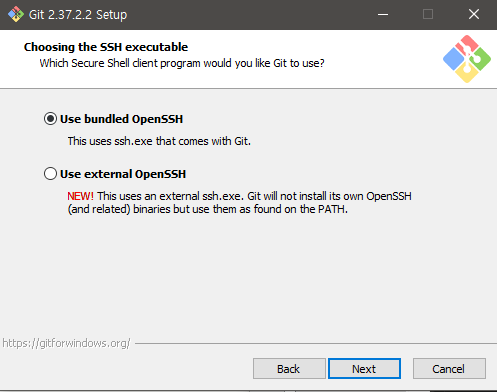 Git 2.37.2.2 Setup
Choosing the SSH executable
Which Secure Shell client program would you like Git to use?
Use bundled OpenSSH
This uses ssh.exe that comes with Git.
Use external OpenSSH
NEW! This uses an external ssh.exe. Git will not install its own OpenSSH
(and related) binaries but use them as found on the PATH.
https://gitforwindows.org/
Back
Next
Cancel